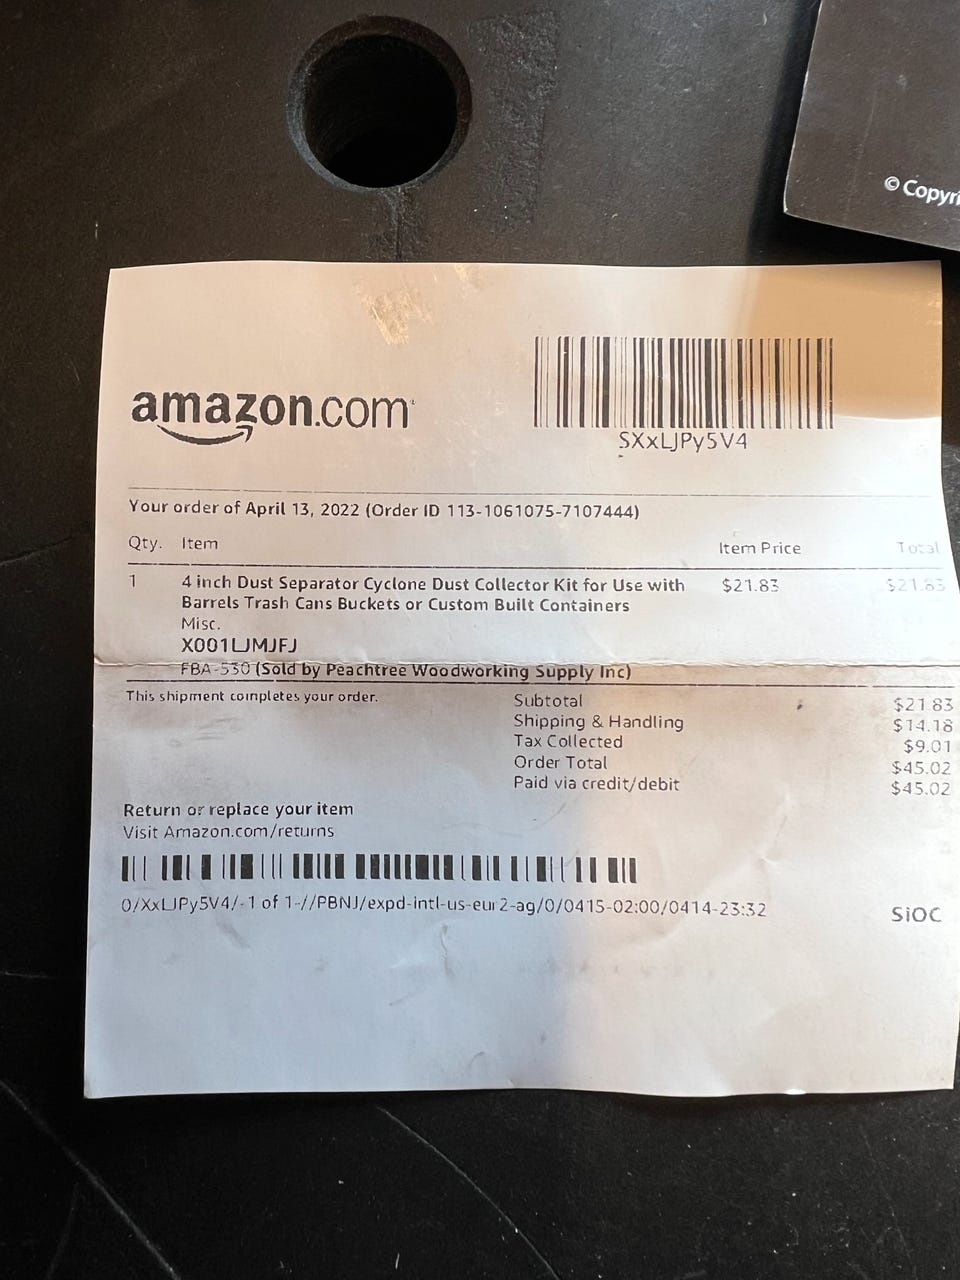 © Copyri
amazon.com
SXxLJPy5V4
Your order of April 13, 2022 (Order ID 113-1061075-7107444)
Qty. Item Item Price Total
1 4 inch Dust Separator Cyclone Dust Collector Kit for Use with $21.83 $21.83
Barrels Trash Cans Buckets or Custom Built Containers
Misc.
X001LJMJFJ
FBA-530 (Sold by Peachtree Woodworking Supply Inc)
This shipment completes your order.
Subtotal $21.83
Shipping & Handling $14.18
Tax Collected $9.01
Order Total $45.02
Paid via credit/debit $45.02
Return or replace your item
Visit Amazon.com/returns
0/XxLJPy5V4/-1 of 1-//PBNJ/expd-intl-us-eur2-ag/0/0415-02:00/0414-23:32
SiOC